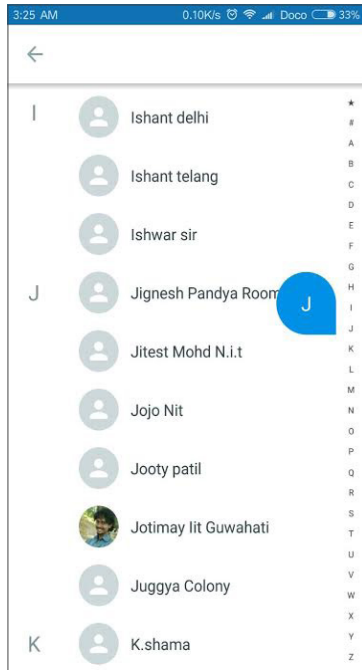 3:25 AM 0.10K/s Doco 33%
I
Ishant delhi
Ishant telang
Ishwar sir
J
Jignesh Pandya Room
J
Jitest Mohd N.i.t
Jojo Nit
Jooty patil
Jotimay Iit Guwahati
Juggya Colony
K
K.shama
#
A
B
C
D
E
F
G
H
I
J
K
L
M
N
O
P
Q
R
S
T
U
V
W
X
Y
Z